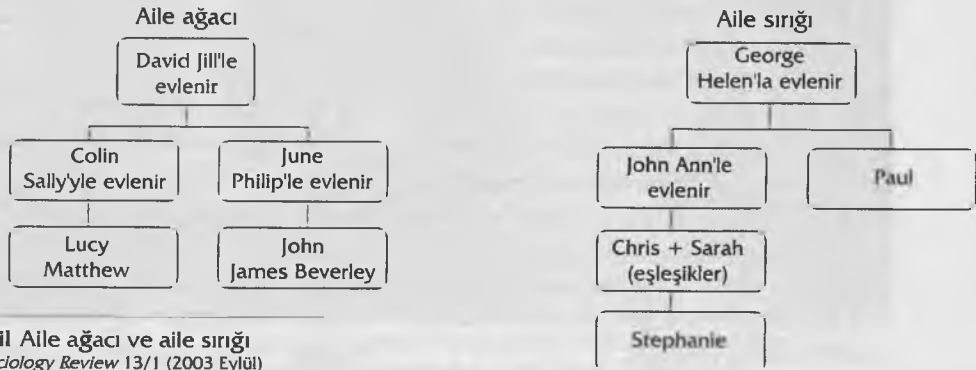 Aile ağacı
David Jill'le
evlenir
Colin
Sally'yle evlenir
June
Philip'le evlenir
Lucy
Matthew
John
James Beverley
Aile sırığı
George
Helen'la evlenir
John Ann'le
evlenir
Paul
Chris + Sarah
(eşleşikler)
Stephanie
Aile ağacı ve aile sırığı
Review 13/1 (2003 Eylül)